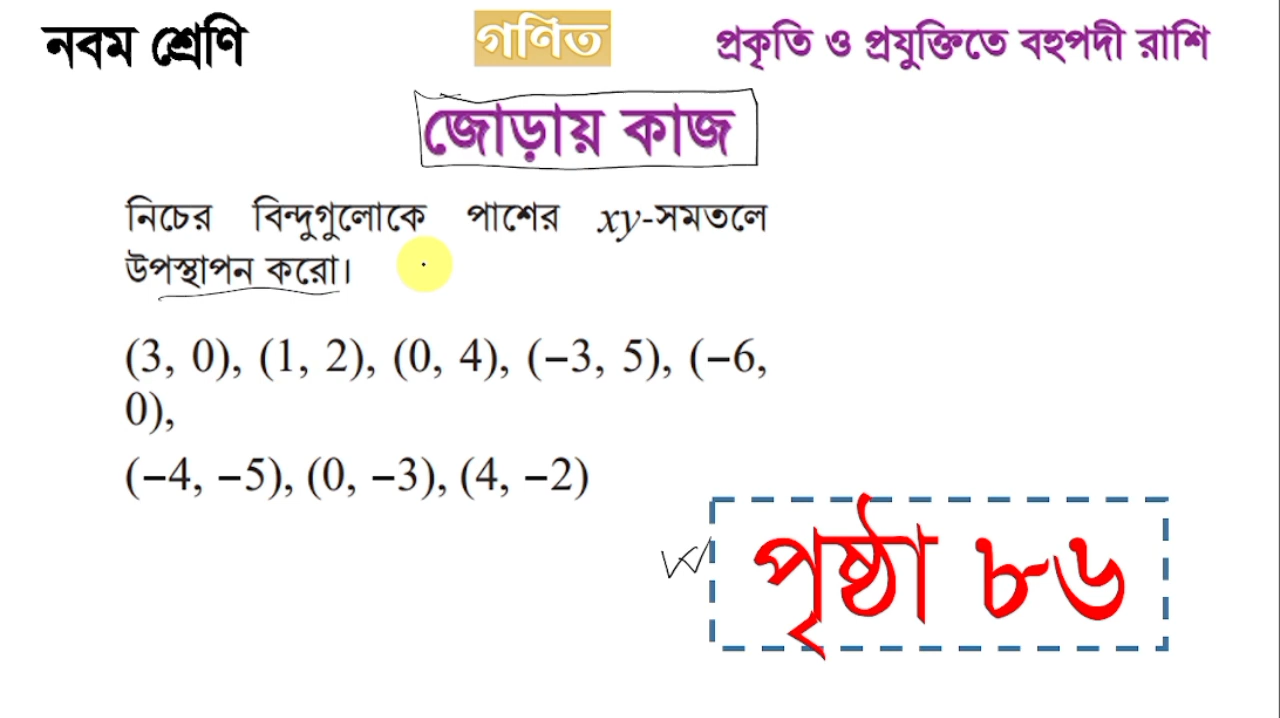 নবম শ্রেণি
গণিত
প্রকৃতি ও প্রযুক্তিতে বহুপদী রাশি
জোড়ায় কাজ
নিচের বিন্দুগুলোকে পাশের xy-সমতলে
উপস্থাপন করো।
(3, 0), (1, 2), (0, 4), (−3, 5), (−6,
0),
(−4, −5), (0, −3), (4, −2)
পৃষ্ঠা ৮৬